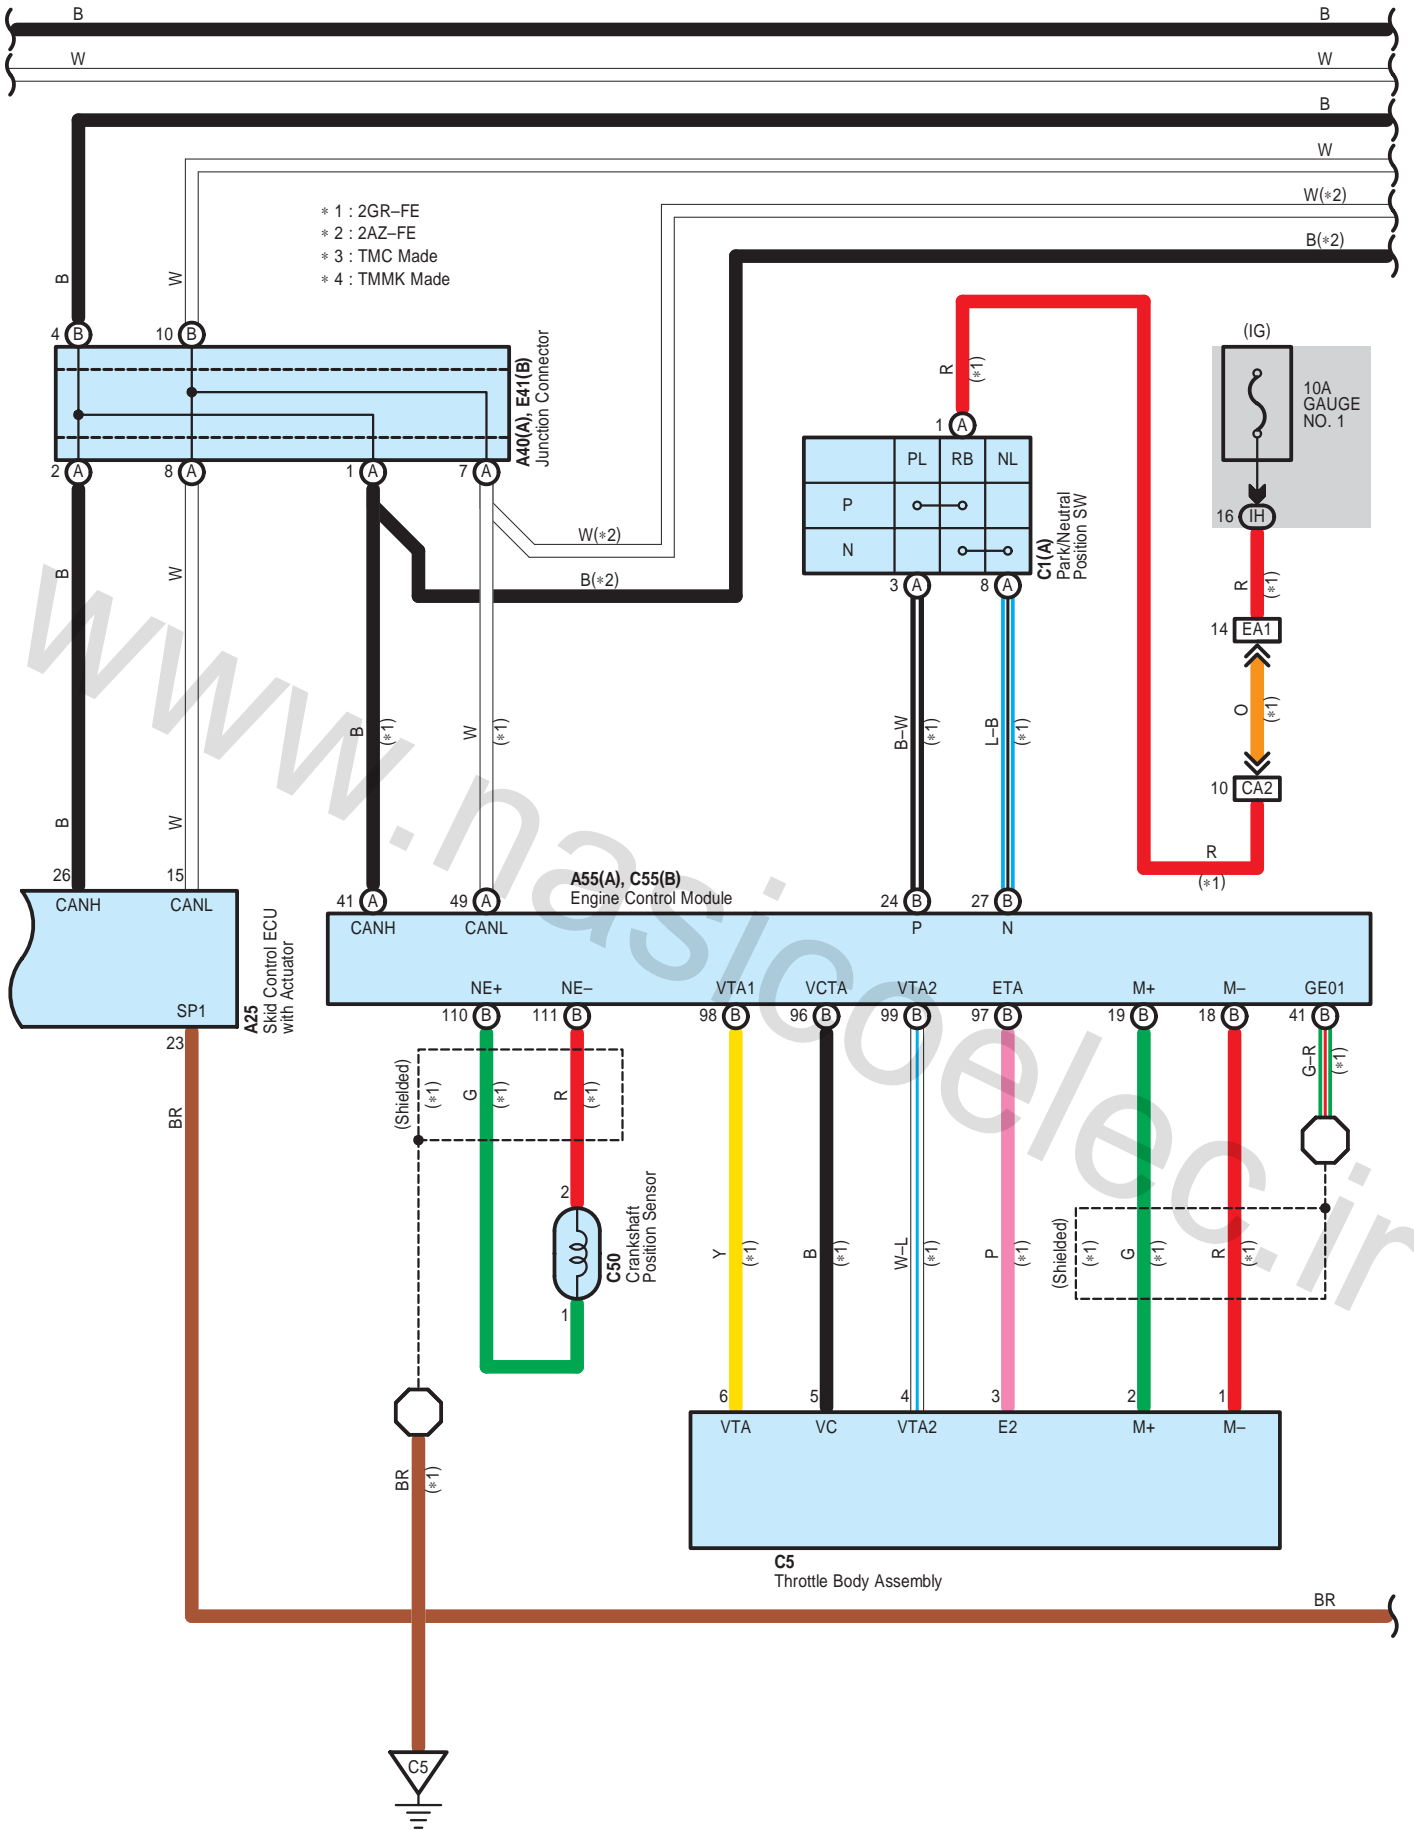 B
B
W
W
B
W
W(*2)
B(*2)
* 1 : 2GR–FE
* 2 : 2AZ–FE
* 3 : TMC Made
* 4 : TMMK Made
B
W
4 B
10 B
A40(A), E41(B)
Junction Connector
2 A
8 A
1 A
7 A
W(*2)
B(*2)
R
(*1)
1 A
PL RB NL
P
N
C1(A)
Park/Neutral
Position SW
3 A
8 A
(IG)
10A
GAUGE
NO. 1
16 IH
R
(*1)
14 EA1
O
(*1)
10 CA2
R
(*1)
B
W
B
(*1)
W
(*1)
B–W
(*1)
L–B
(*1)
B
W
26
15
CANH
CANL
SP1
A25
Skid Control ECU
with Actuator
23
BR
A55(A), C55(B)
Engine Control Module
41 A
49 A
24 B
27 B
CANH
CANL
P
N
NE+
NE–
VTA1
VCTA
VTA2
ETA
M+
M–
GE01
110 B
111 B
98 B
96 B
99 B
97 B
19 B
18 B
41 B
(Shielded)
(*1)
G
(*1)
R
(*1)
G–R
(*1)
2
1
C50
Crankshaft
Position Sensor
Y
(*1)
B
(*1)
W–L
(*1)
P
(*1)
(Shielded)
(*1)
G
(*1)
R
(*1)
6
5
4
3
2
1
VTA
VC
VTA2
E2
M+
M–
C5
Throttle Body Assembly
BR
(*1)
BR
C5
www.nasicoelec.ir